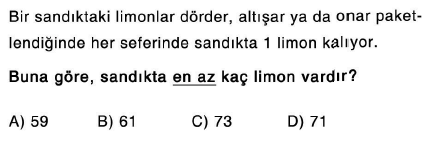 Bir sandıktaki limonlar dörder, altışar ya da onar paket-
lendiğinde her seferinde sandıkta 1 limon kalıyor.
Buna göre, sandıkta en az kaç limon vardır?
A) 59 B) 61 C) 73 D) 71